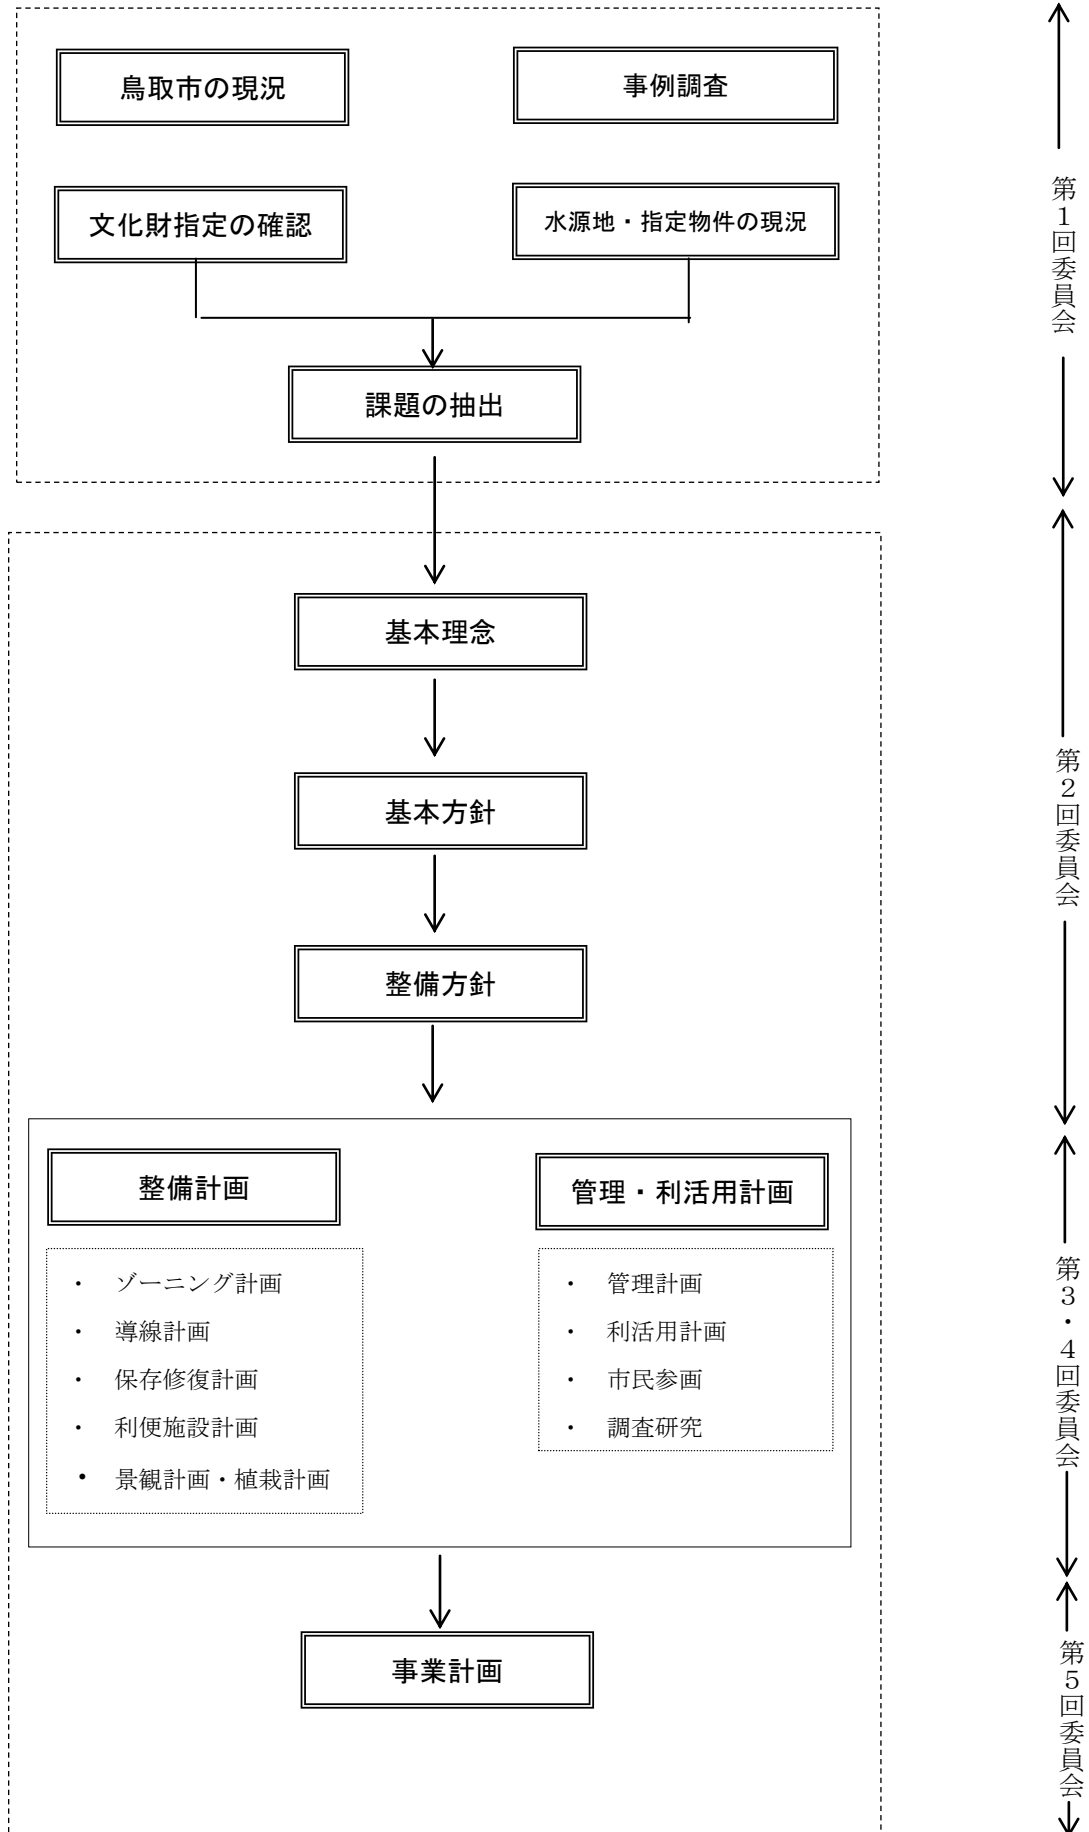 鳥取市の現況
事例調査
文化財指定の確認
水源地・指定物件の現況
課題の抽出
第1回委員会
基本理念
基本方針
整備方針
第2回委員会
整備計画
・ ゾーニング計画
・ 導線計画
・ 保存修復計画
・ 利便施設計画
・ 景観計画・植栽計画
管理・利活用計画
・ 管理計画
・ 利活用計画
・ 市民参画
・ 調査研究
第3・4回委員会
事業計画
第5回委員会